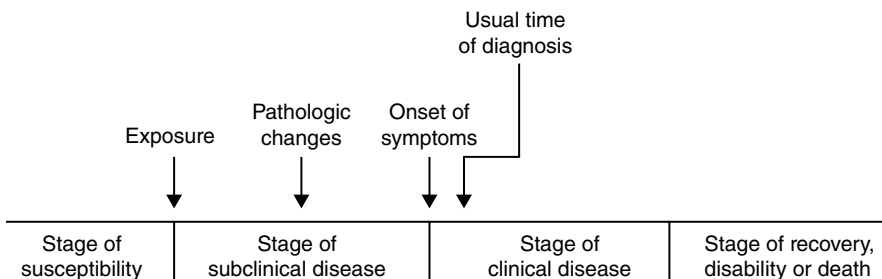 Usual time
of diagnosis
Pathologic
changes
Onset of
symptoms
Exposure
Stage of
susceptibility
Stage of
subclinical disease
Stage of
clinical disease
Stage of recovery,
disability or death